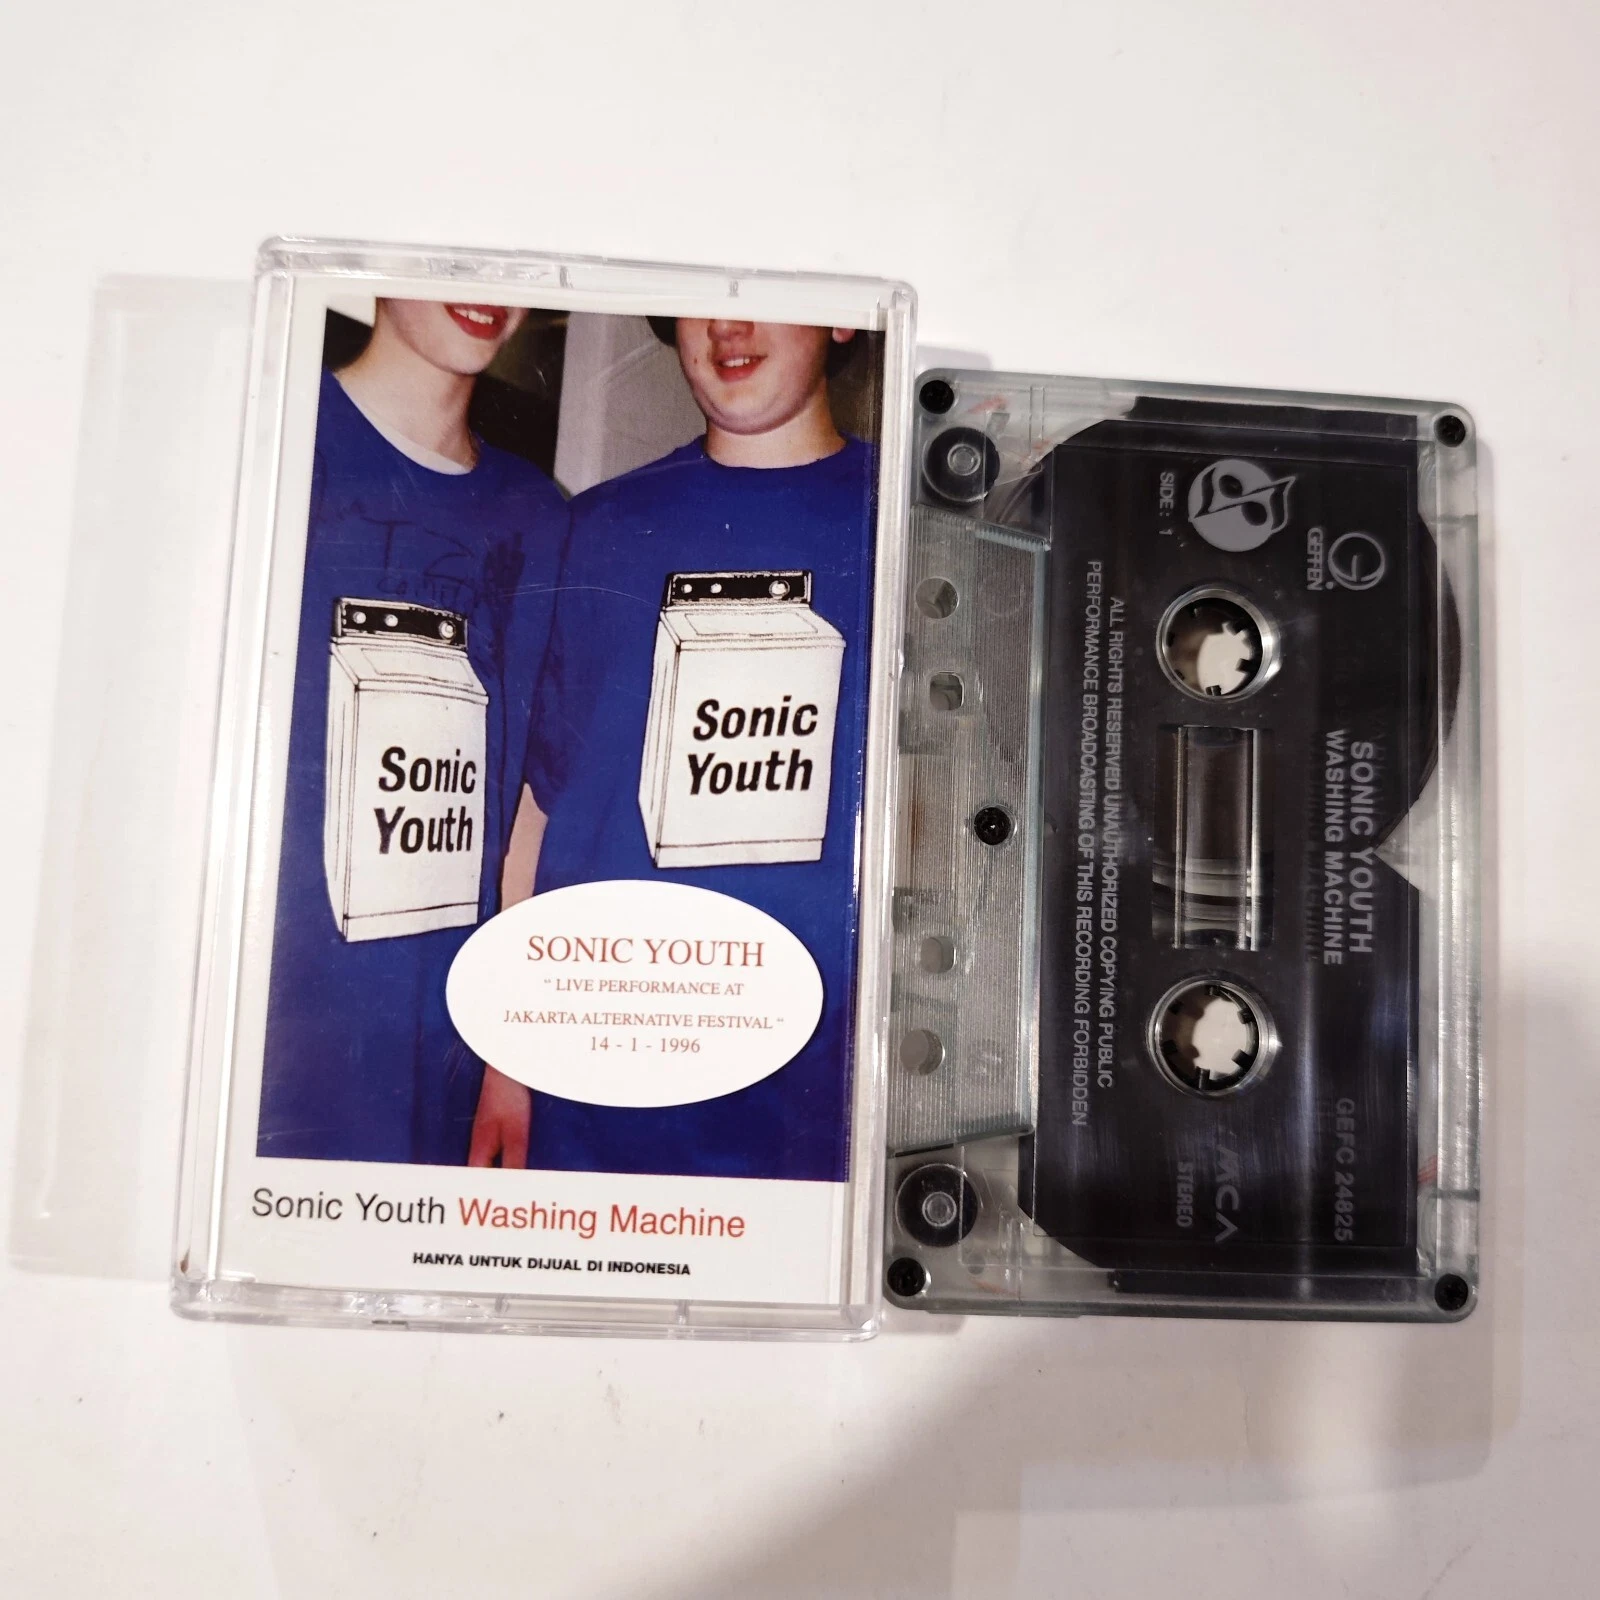 Sonic
Youth
Sonic
Youth
SONIC YOUTH
“ LIVE PERFORMANCE AT
JAKARTA ALTERNATIVE FESTIVAL “
14 - 1 - 1996
Sonic Youth Washing Machine
HANYA UNTUK DIJUAL DI INDONESIA
GEFFEN
SIDE : 1
SONIC YOUTH
WASHING MACHINE
GEFC 24825
MCA
STEREO
ALL RIGHTS RESERVED UNAUTHORIZED COPYING PUBLIC
PERFORMANCE BROADCASTING OF THIS RECORDING FORBIDDEN